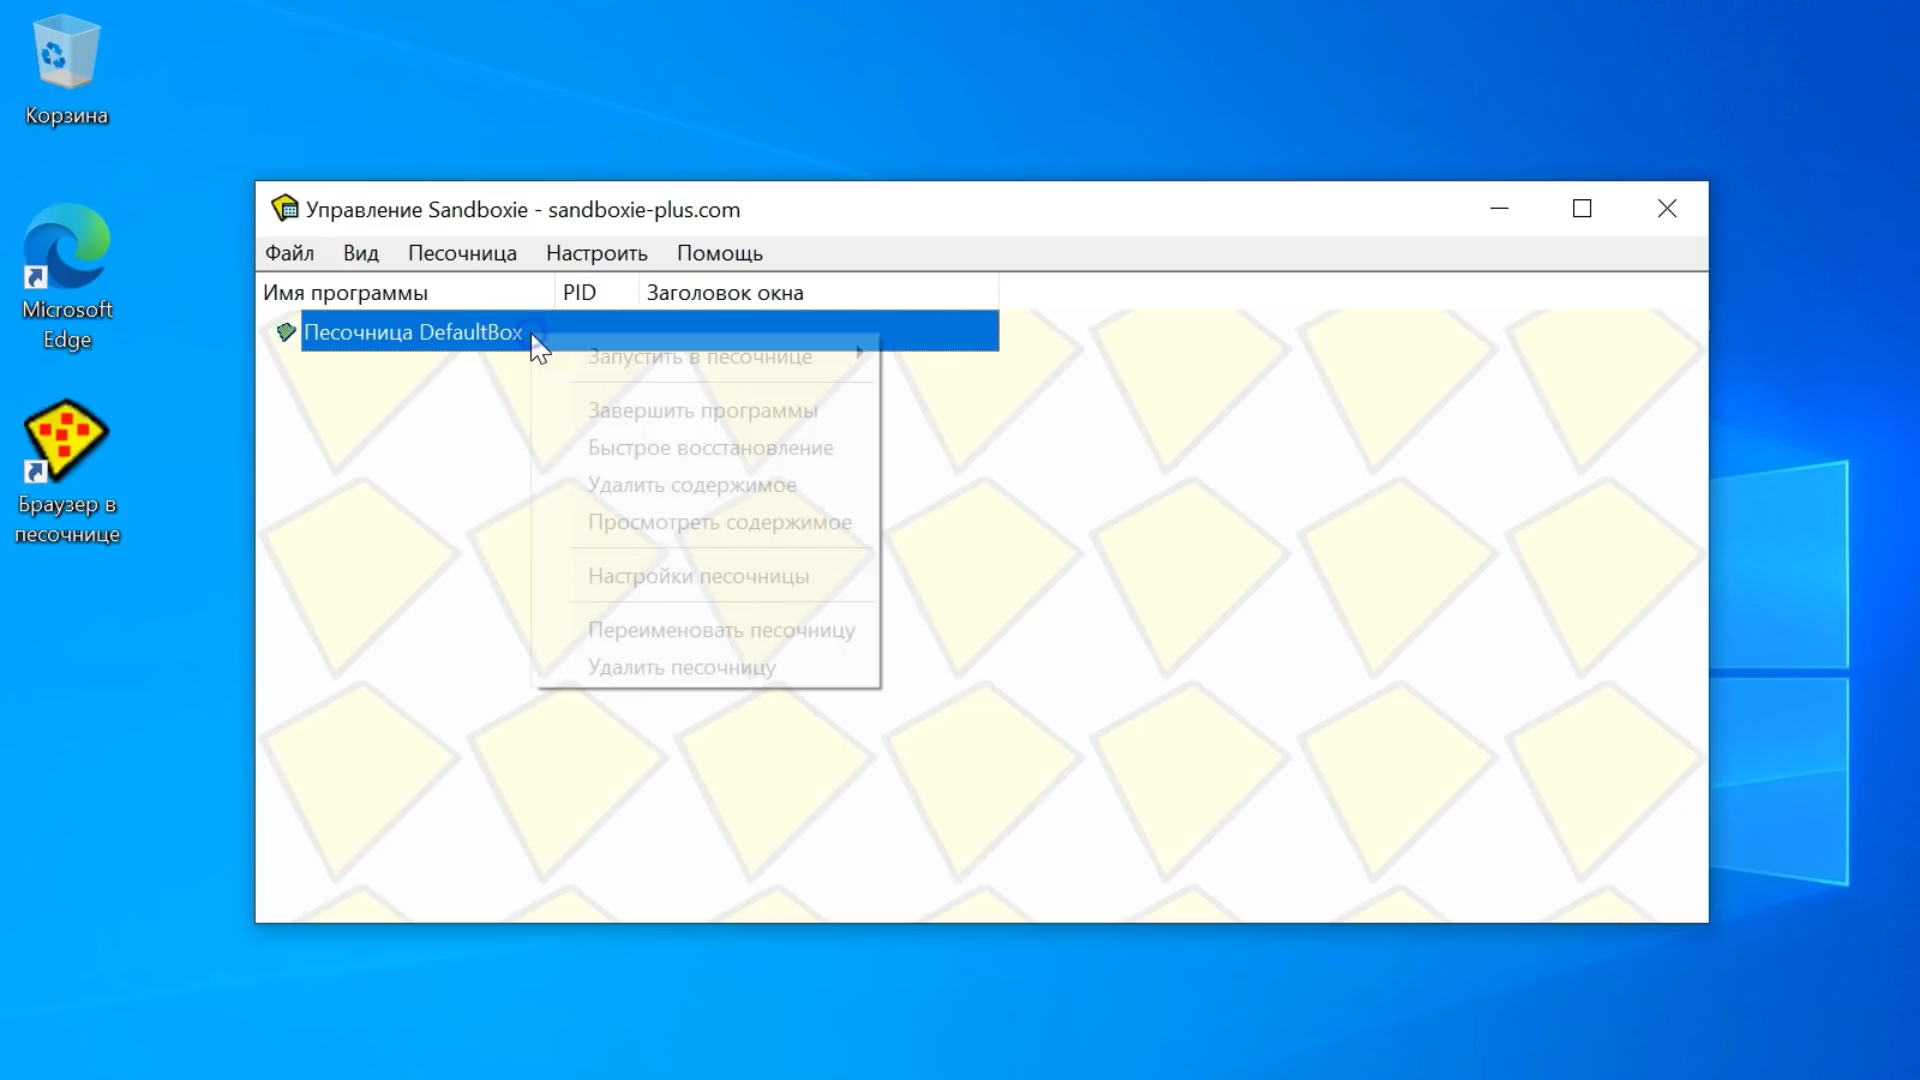 Корзина
Microsoft
Edge
Браузер в
песочнице
Управление Sandboxie - sandboxie-plus.com
Файл Вид Песочница Настроить Помощь
Имя программы PID Заголовок окна
Песочница DefaultBox
Запустить в песочнице
Завершить программы
Быстрое восстановление
Удалить содержимое
Просмотреть содержимое
Настройки песочницы
Переименовать песочницу
Удалить песочницу